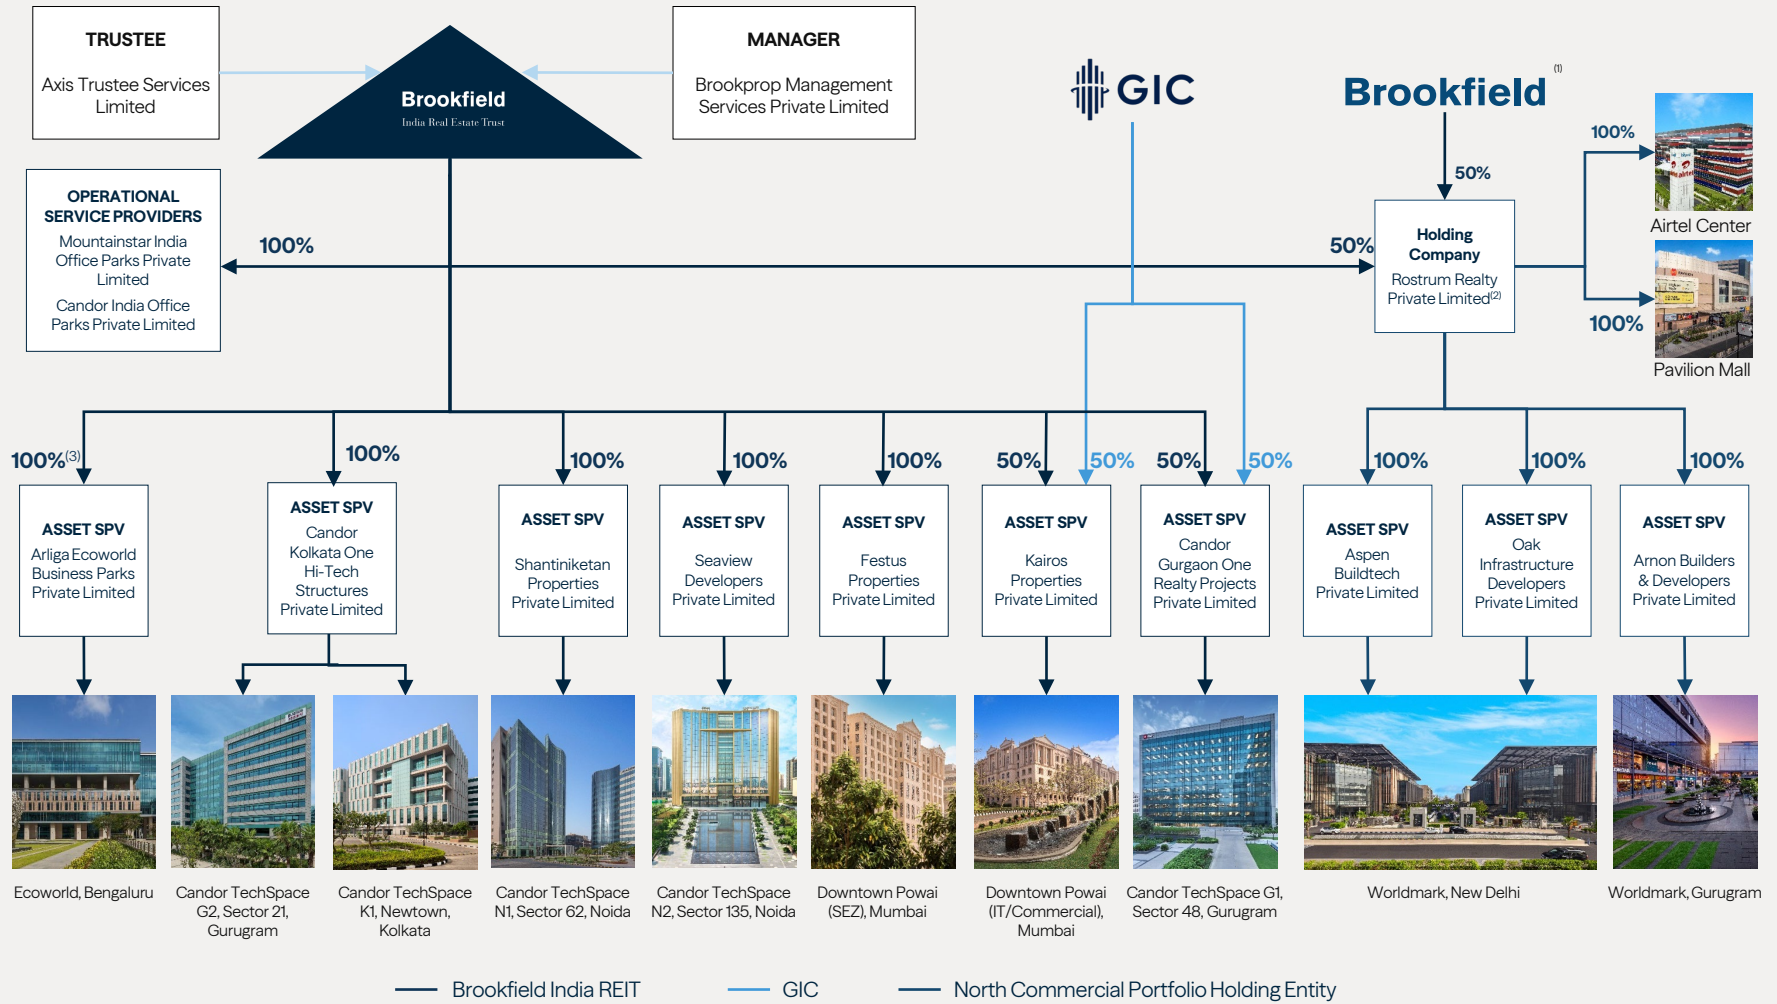 TRUSTEE
Axis Trustee Services
Limited
Brookfield
India Real Estate Trust
MANAGER
Brookprop Management
Services Private Limited
GIC
Brookfield
(1)
OPERATIONAL
SERVICE PROVIDERS
Mountainstar India
Office Parks Private
Limited
Candor India Office
Parks Private Limited
100%
50%
50%
Holding
Company
Rostrum Realty
Private Limited(2)
100%
Airtel Center
100%
Pavilion Mall
100%(3)
100%
100%
100%
100%
50%
50%
50%
50%
100%
100%
100%
ASSET SPV
Arliga Ecoworld
Business Parks
Private Limited
ASSET SPV
Candor
Kolkata One
Hi-Tech
Structures
Private Limited
ASSET SPV
Shantiniketan
Properties
Private Limited
ASSET SPV
Seaview
Developers
Private Limited
ASSET SPV
Festus
Properties
Private Limited
ASSET SPV
Kairos
Properties
Private Limited
ASSET SPV
Candor
Gurgaon One
Realty Projects
Private Limited
ASSET SPV
Aspen
Buildtech
Private Limited
ASSET SPV
Oak
Infrastructure
Developers
Private Limited
ASSET SPV
Arnon Builders
& Developers
Private Limited
Ecoworld, Bengaluru
Candor TechSpace
G2, Sector 21,
Gurugram
Candor TechSpace
K1, Newtown,
Kolkata
Candor TechSpace
N1, Sector 62, Noida
Candor TechSpace
N2, Sector 135, Noida
Downtown Powai
(SEZ), Mumbai
Downtown Powai
(IT/Commercial),
Mumbai
Candor TechSpace G1,
Sector 48, Gurugram
Worldmark, New Delhi
Worldmark, Gurugram
Brookfield India REIT
GIC
North Commercial Portfolio Holding Entity